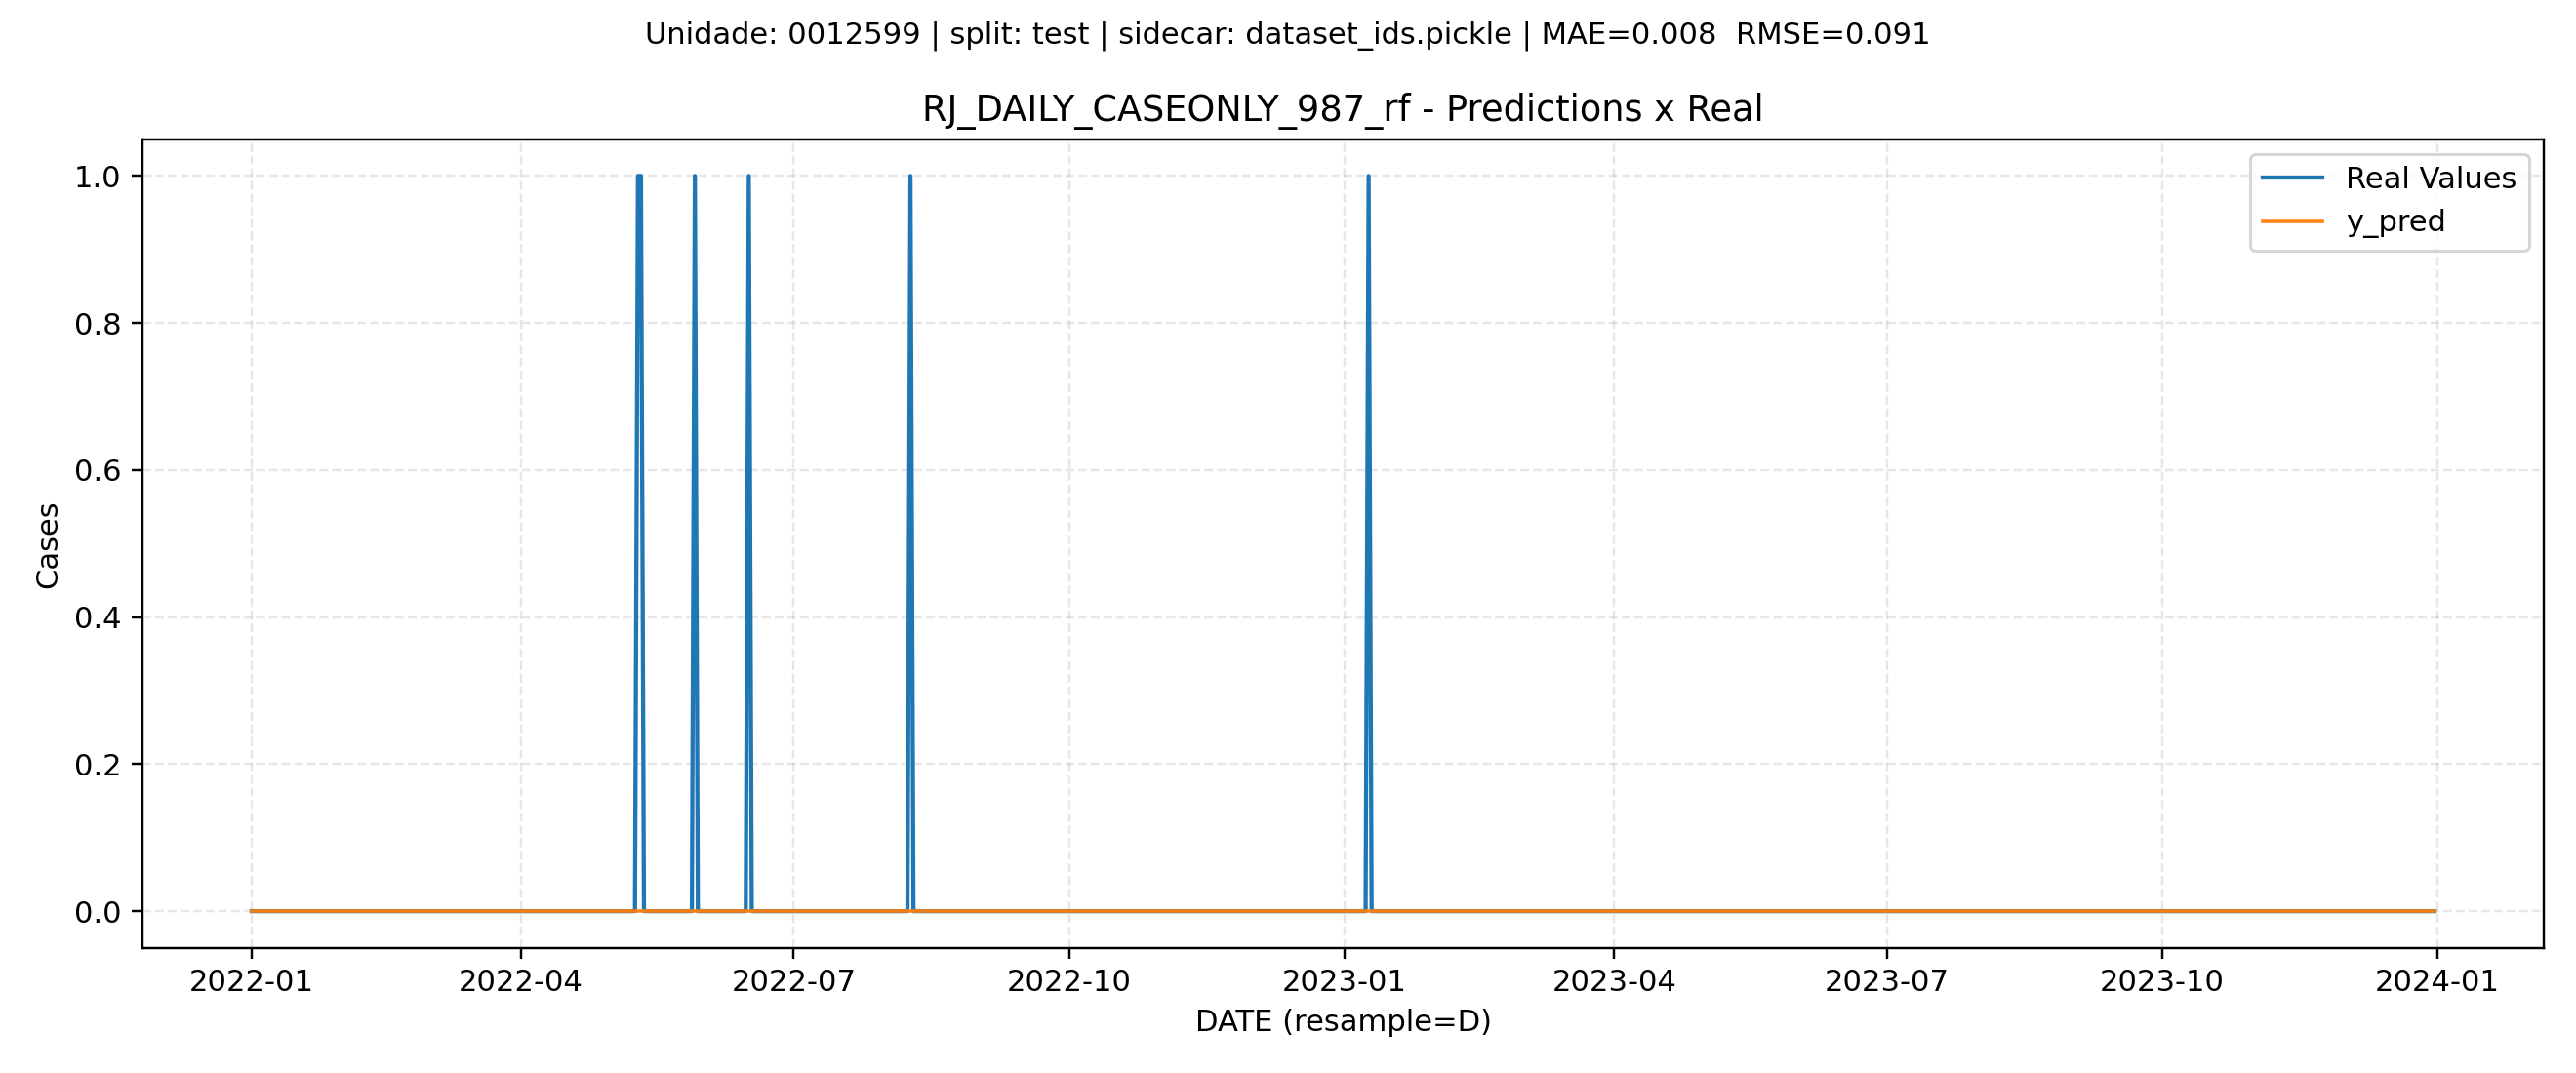 Unidade: 0012599 | split: test | sidecar: dataset_ids.pickle | MAE=0.008  RMSE=0.091
RJ_DAILY_CASEONLY_987_rf - Predictions x Real
Real Values
y_pred
1.0
0.8
0.6
0.4
0.2
0.0
Cases
2022-01 2022-04 2022-07 2022-10 2023-01 2023-04 2023-07 2023-10 2024-01
DATE (resample=D)